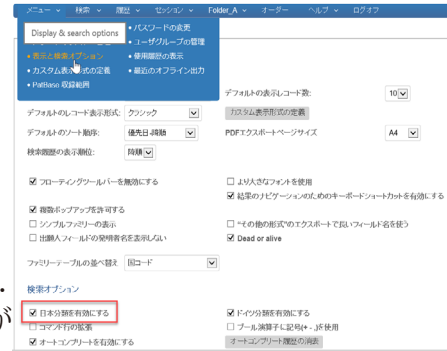 メニュー 検索 履歴 セッション Folder_A オーダー ヘルプ ログオフ
Display & search options
• パスワードの変更
• ユーザグループの管理
• 表示と検索オプション
• 使用履歴の表示
• カスタム表示形式の定義
• 最近のオフライン出力
• PatBase 収録範囲
デフォルトの表示レコード数: 10
デフォルトのレコード表示形式: クラシック カスタム表示形式の定義
デフォルトのソート順序: 優先日-降順 PDFエクスポートページサイズ A4
検索履歴の表示順位: 降順
フローティングツールバーを無効にする より大きなフォントを使用
結果のナビゲーションのためのキーボードショートカットを有効にする
複数ポップアップを許可する
シンプルファミリーの表示 "その他の形式"のエクスポートで長いフィールド名を使う
出願人フィールドの発明者名を表示しない Dead or alive
ファミリーテーブルの並べ替え 国コード
検索オプション
日本分類を有効にする ドイツ分類を有効にする
コマンド行の拡張 ブール演算子に記号(+ - ,)を使用
オートコンプリートを有効にする オートコンプリート履歴の消去
・
が